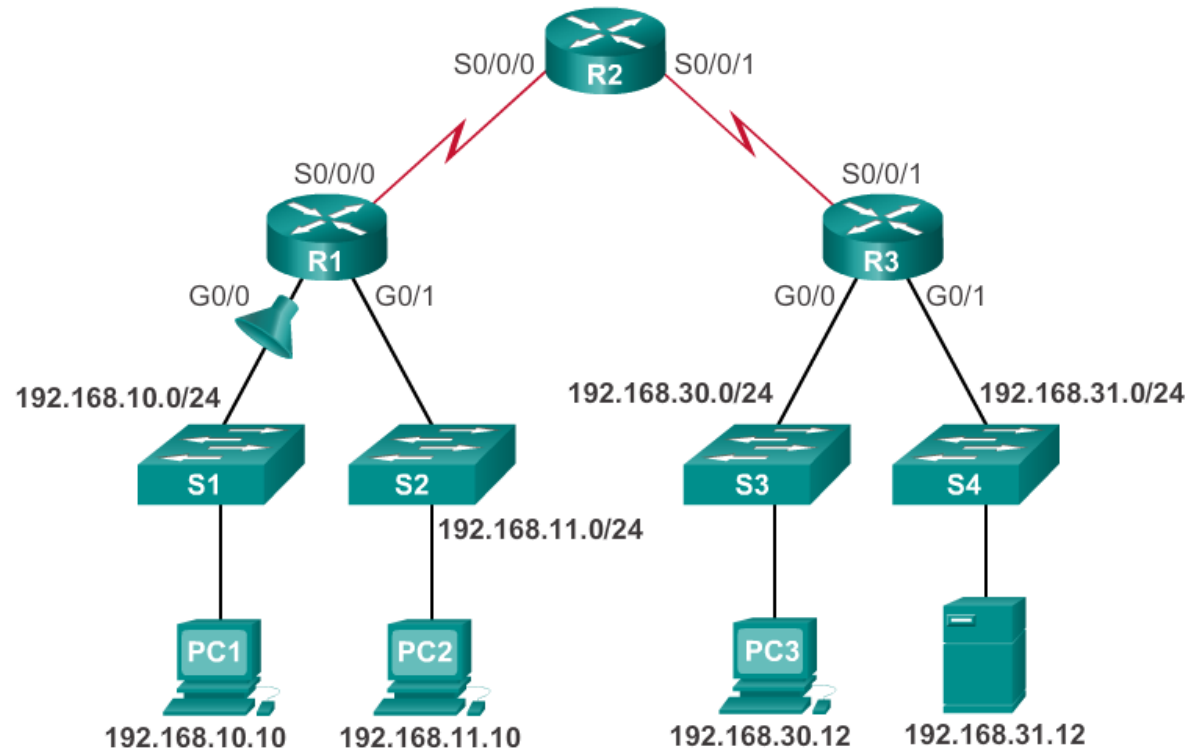 S0/0/0
R2
S0/0/1
S0/0/0
S0/0/1
R1
R3
G0/0
G0/1
G0/0
G0/1
192.168.10.0/24
192.168.30.0/24
192.168.31.0/24
S1
S2
S3
S4
192.168.11.0/24
PC1
PC2
PC3
192.168.10.10
192.168.11.10
192.168.30.12
192.168.31.12